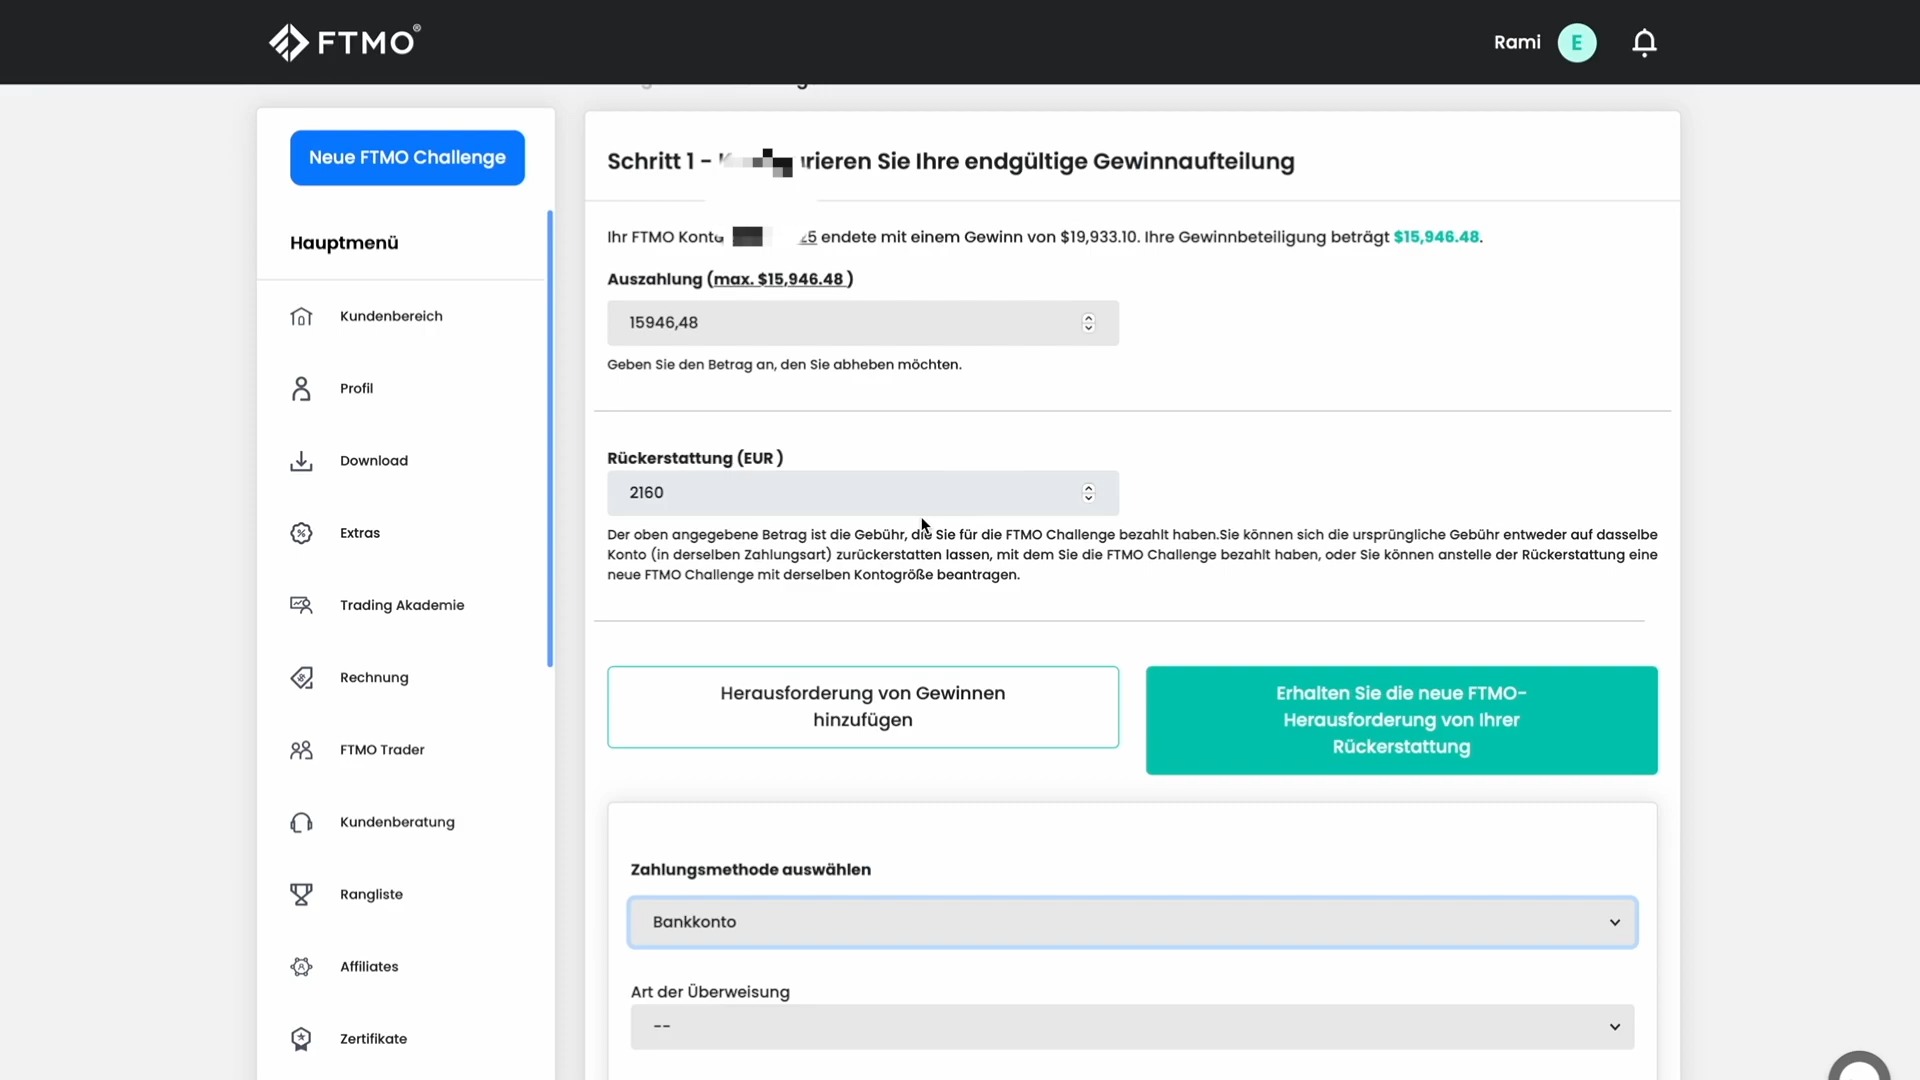 FTMO®
Rami E
Neue FTMO Challenge
Hauptmenü
Kundenbereich
Profil
Download
Extras
Trading Akademie
Rechnung
FTMO Trader
Kundenberatung
Rangliste
Affiliates
Zertifikate
Schritt 1 - rieren Sie Ihre endgültige Gewinnaufteilung
Ihr FTMO Konto 25 endete mit einem Gewinn von $19,933.10. Ihre Gewinnbeteiligung beträgt $15,946.48.
Auszahlung (max. $15,946.48 )
15946,48
Geben Sie den Betrag an, den Sie abheben möchten.
Rückerstattung (EUR )
2160
Der oben angegebene Betrag ist die Gebühr, die Sie für die FTMO Challenge bezahlt haben.Sie können sich die ursprüngliche Gebühr entweder auf dasselbe
Konto (in derselben Zahlungsart) zurückerstatten lassen, mit dem Sie die FTMO Challenge bezahlt haben, oder Sie können anstelle der Rückerstattung eine
neue FTMO Challenge mit derselben Kontogröße beantragen.
Herausforderung von Gewinnen
hinzufügen
Erhalten Sie die neue FTMO-
Herausforderung von Ihrer
Rückerstattung
Zahlungsmethode auswählen
Bankkonto
Art der Überweisung
--